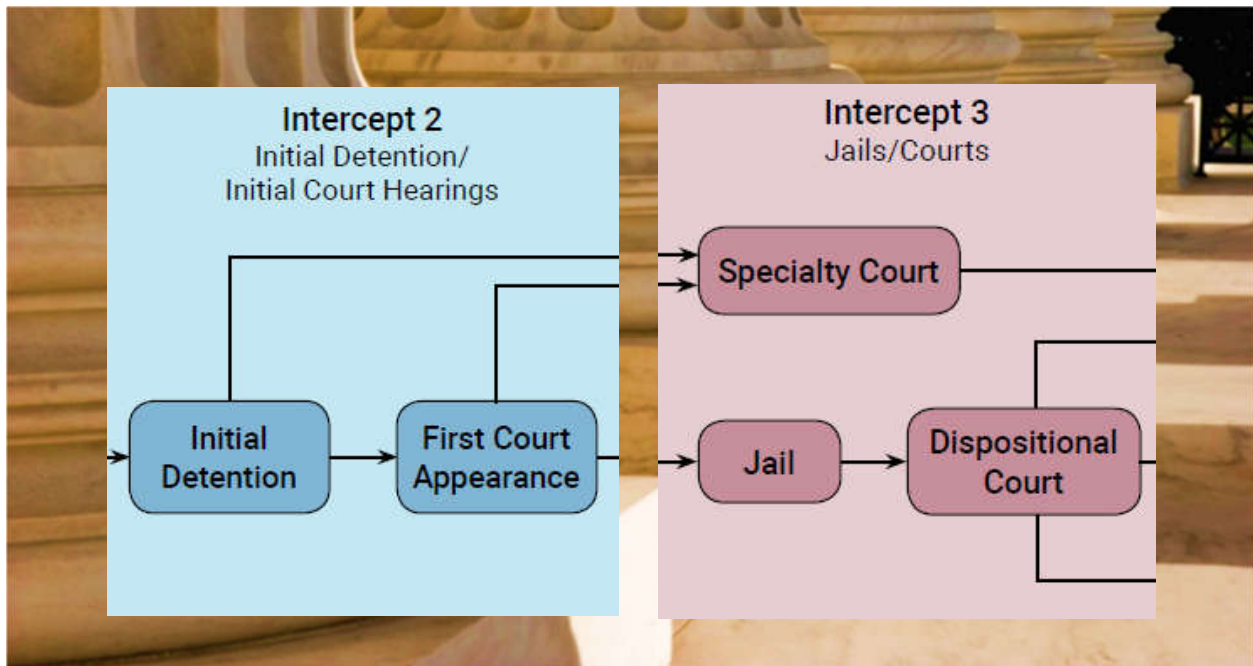 Intercept 2
Initial Detention/
Initial Court Hearings
Initial
Detention
First Court
Appearance
Intercept 3
Jails/Courts
Specialty Court
Jail
Dispositional
Court